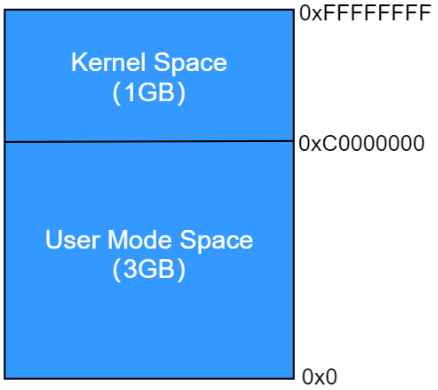 0xFFFFFFFF
Kernel Space
(1GB)
0xC0000000
User Mode Space
(3GB)
0x0